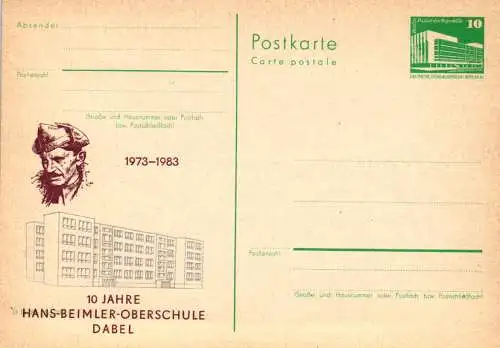 Absender
Postkarte
Carte postale
10
Postleitzahl
Straße und Hausnummer oder Postfach
bzw. Postschließfach
1973-1983
10 JAHRE
HANS-BEIMLER-OBERSCHULE
DABEL
Postleitzahl
Straße und Hausnummer oder Postfach bzw. Postschließfach